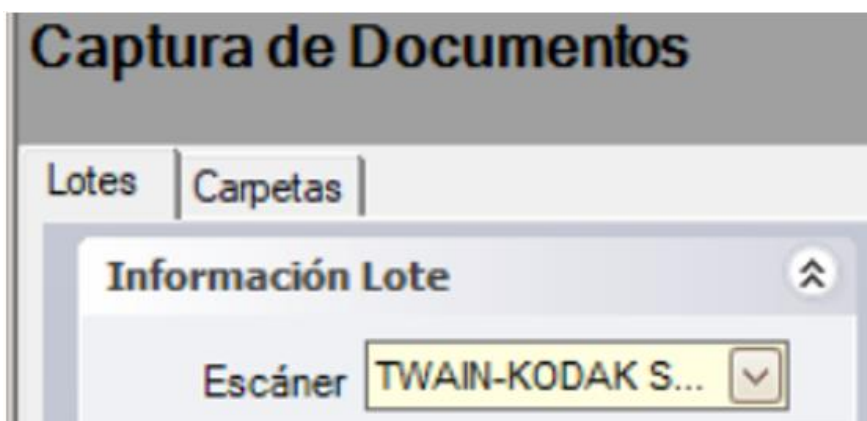 Captura de Documentos
Lotes Carpetas
Información Lote
Escáner TWAIN-KODAK S...